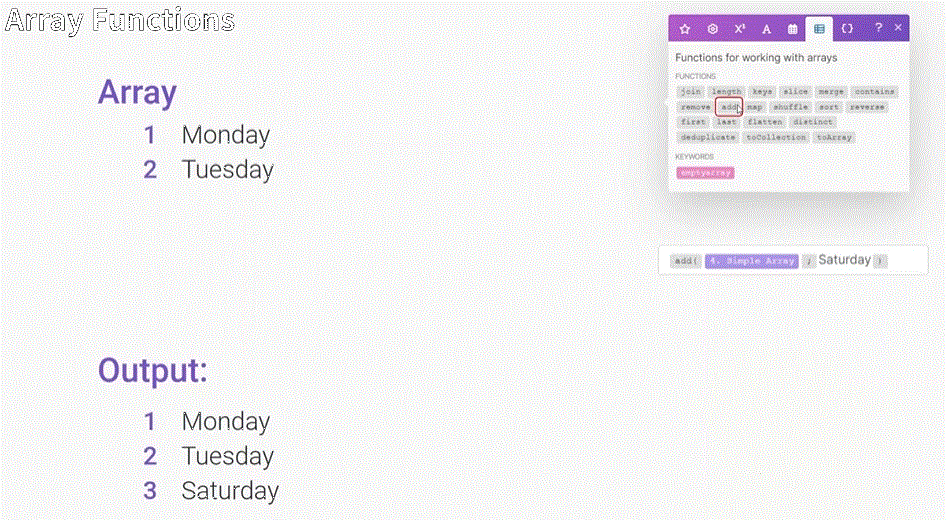 Array Functions
Array
1 Monday
2 Tuesday
Functions for working with arrays
FUNCTIONS
join length keys slice merge contains
remove add map shuffle sort reverse
first last flatten distinct
deduplicate toCollection toArray
KEYWORDS
emptyarray
add( 4. Simple Array ; Saturday )
Output:
1 Monday
2 Tuesday
3 Saturday